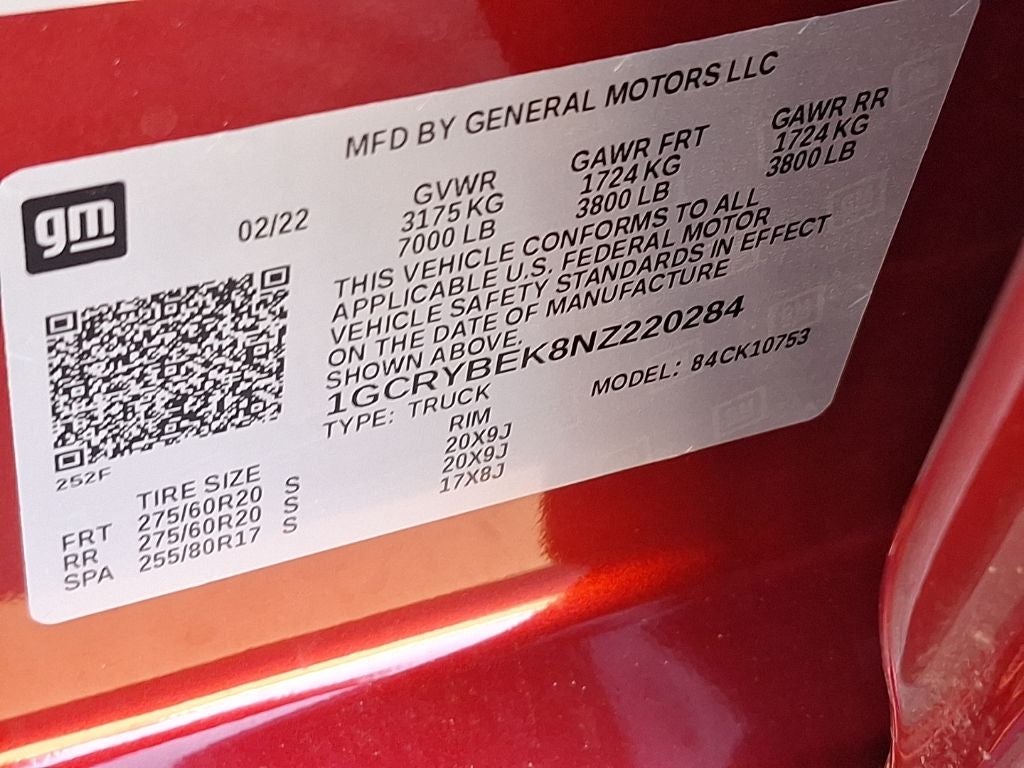 MFD BY GENERAL MOTORS LLC
gm
02/22
GVWR
3175 KG
7000 LB
GAWR FRT
1724 KG
3800 LB
GAWR RR
1724 KG
3800 LB
THIS VEHICLE CONFORMS TO ALL
APPLICABLE U.S. FEDERAL MOTOR
VEHICLE SAFETY STANDARDS IN EFFECT
ON THE DATE OF MANUFACTURE
SHOWN ABOVE.
1GCRYBEK8NZ220284
TYPE: TRUCK
MODEL: 84CK10753
252F
TIRE SIZE RIM
FRT 275/60R20 S 20X9J
RR 275/60R20 S 20X9J
SPA 255/80R17 S 17X8J